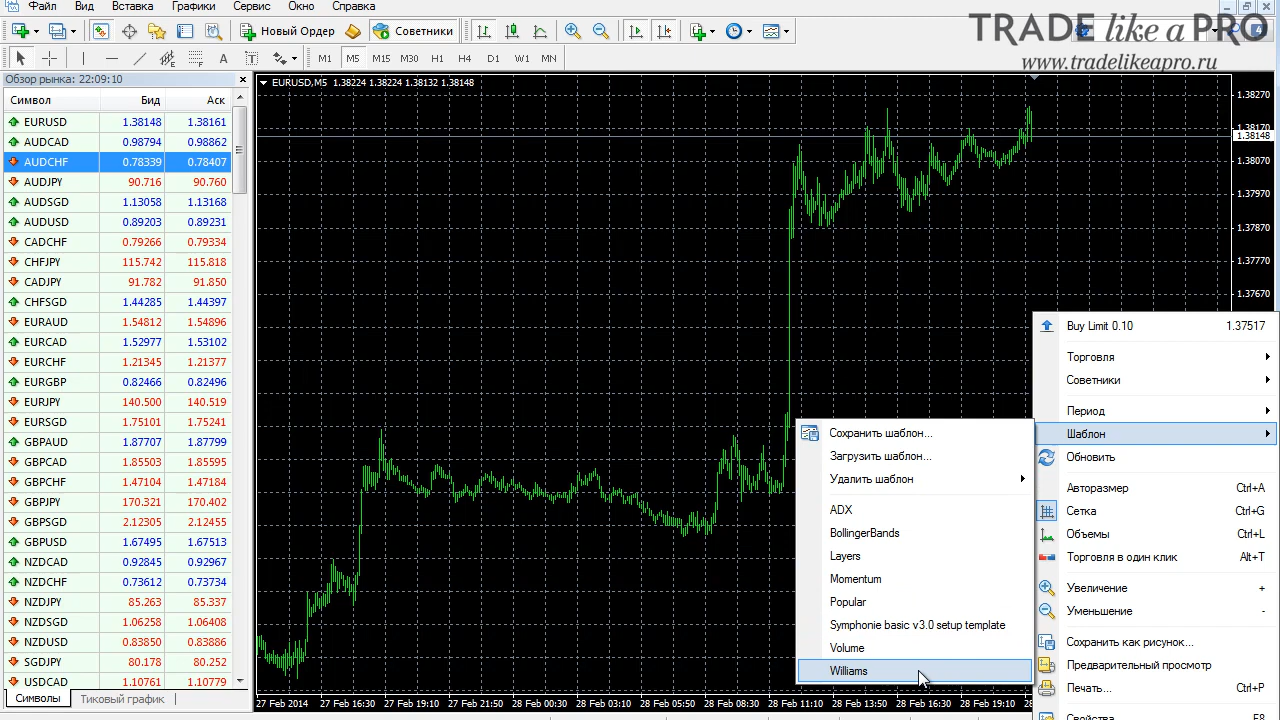 Файл Вид Вставка Графики Сервис Окно Справка
TRADE like a PRO
Новый Ордер Советники
www.tradelikeapro.ru
A T M1 M5 M15 M30 H1 H4 D1 W1 MN
Обзор рынка: 22:09:10
Символ Бид Аск
EURUSD 1.38148 1.38161
AUDCAD 0.98794 0.98862
AUDCHF 0.78339 0.78407
AUDJPY 90.716 90.760
AUDSGD 1.13058 1.13168
AUDUSD 0.89203 0.89231
CADCHF 0.79266 0.79334
CHFJPY 115.742 115.818
CADJPY 91.782 91.850
CHFSGD 1.44285 1.44397
EURAUD 1.54812 1.54896
EURCAD 1.52977 1.53102
EURCHF 1.21345 1.21377
EURGBP 0.82466 0.82496
EURJPY 140.500 140.519
EURSGD 1.75101 1.75241
GBPAUD 1.87707 1.87799
GBPCAD 1.85503 1.85595
GBPCHF 1.47104 1.47184
GBPJPY 170.321 170.402
GBPSGD 2.12305 2.12455
GBPUSD 1.67495 1.67513
NZDCAD 0.92845 0.92967
NZDCHF 0.73612 0.73734
NZDJPY 85.263 85.337
NZDSGD 1.06258 1.06408
NZDUSD 0.83850 0.83886
SGDJPY 80.178 80.252
USDCAD 1.10761 1.10779
Символы Тиковый график
EURUSD,M5 1.38224 1.38224 1.38132 1.38148
1.38270
1.38170
1.38148
1.38070
1.37970
1.37870
1.37770
1.37670
Buy Limit 0.10 1.37517
Торговля
Советники
Период
Шаблон
Обновить
Авторазмер Ctrl+A
Сетка Ctrl+G
Объемы Ctrl+L
Торговля в один клик Alt+T
Увеличение +
Уменьшение -
Сохранить как рисунок...
Предварительный просмотр
Печать... Ctrl+P
Свойства... F8
Сохранить шаблон...
Загрузить шаблон...
Удалить шаблон
ADX
BollingerBands
Layers
Momentum
Popular
Symphonie basic v3.0 setup template
Volume
Williams
27 Feb 2014 27 Feb 16:30 27 Feb 19:10 27 Feb 21:50 28 Feb 00:30 28 Feb 03:10 28 Feb 05:50 28 Feb 08:30 28 Feb 11:10 28 Feb 13:50 28 Feb 16:30 28 Feb 19:10